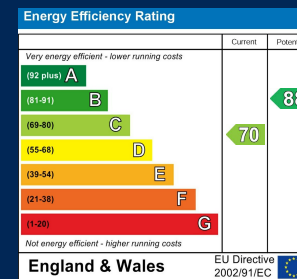 Energy Efficiency Rating
Current
Very energy efficient - lower running costs
(92 plus) A
(81-91) B
(69-80) C
70
(55-68) D
(39-54) E
(21-38) F
(1-20) G
Not energy efficient - higher running costs
England & Wales
EU Directive
2002/91/EC